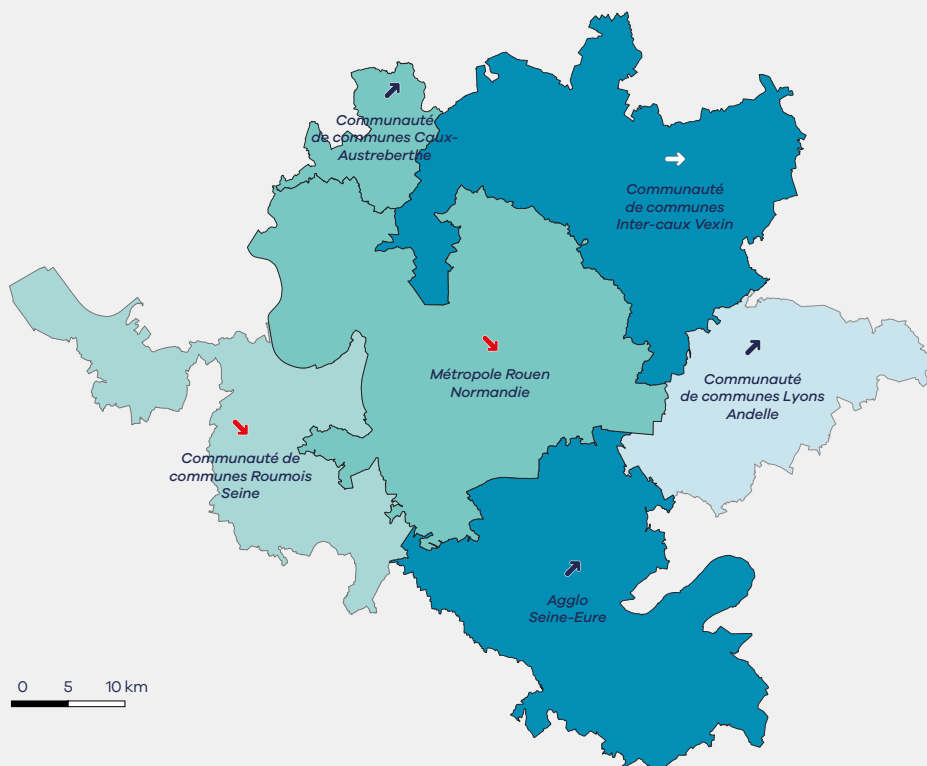 Communauté
de communes Caux-
Austreberthe
Communauté
de communes
Inter-caux Vexin
Métropole Rouen
Normandie
Communauté
de communes Lyons
Andelle
Communauté de
communes Roumois
Seine
Agglo
Seine-Eure
0 5 10 km